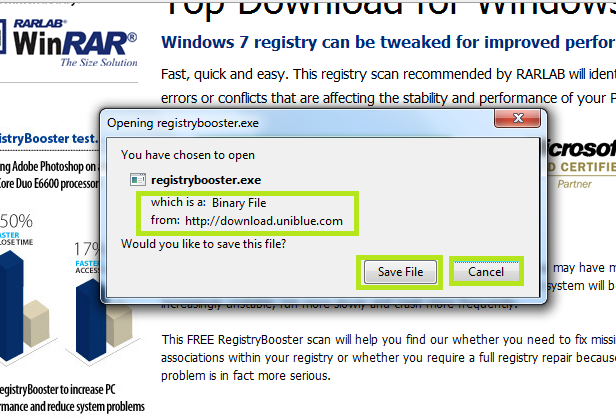 Top Download for Windows
RARLAB®
WinRAR®
The Size Solution
Windows 7 registry can be tweaked for improved perfor
Fast, quick and easy. This registry scan recommended by RARLAB will ident
errors or conflicts that are affecting the stability and performance of your P
Opening registrybooster.exe
You have chosen to open
registrybooster.exe
which is a: Binary File
from: http://download.uniblue.com
Would you like to save this file?
Save File
Cancel
istryBooster test.
ng Adobe Photoshop on a
Core Duo E6600 processor
50%
ASTER
LOSE TIME
17%
FASTER
ACCESS
icrosof
D CERTIFIED
Partner
may have m
ystem will b
increasingly unstable, run more slowly and crash more frequently.
This FREE RegistryBooster scan will help you find our whether you need to fix missi
associations within your registry or whether you require a full registry repair becaus
problem is in fact more serious.
egistryBooster to increase PC
rmance and reduce system problems